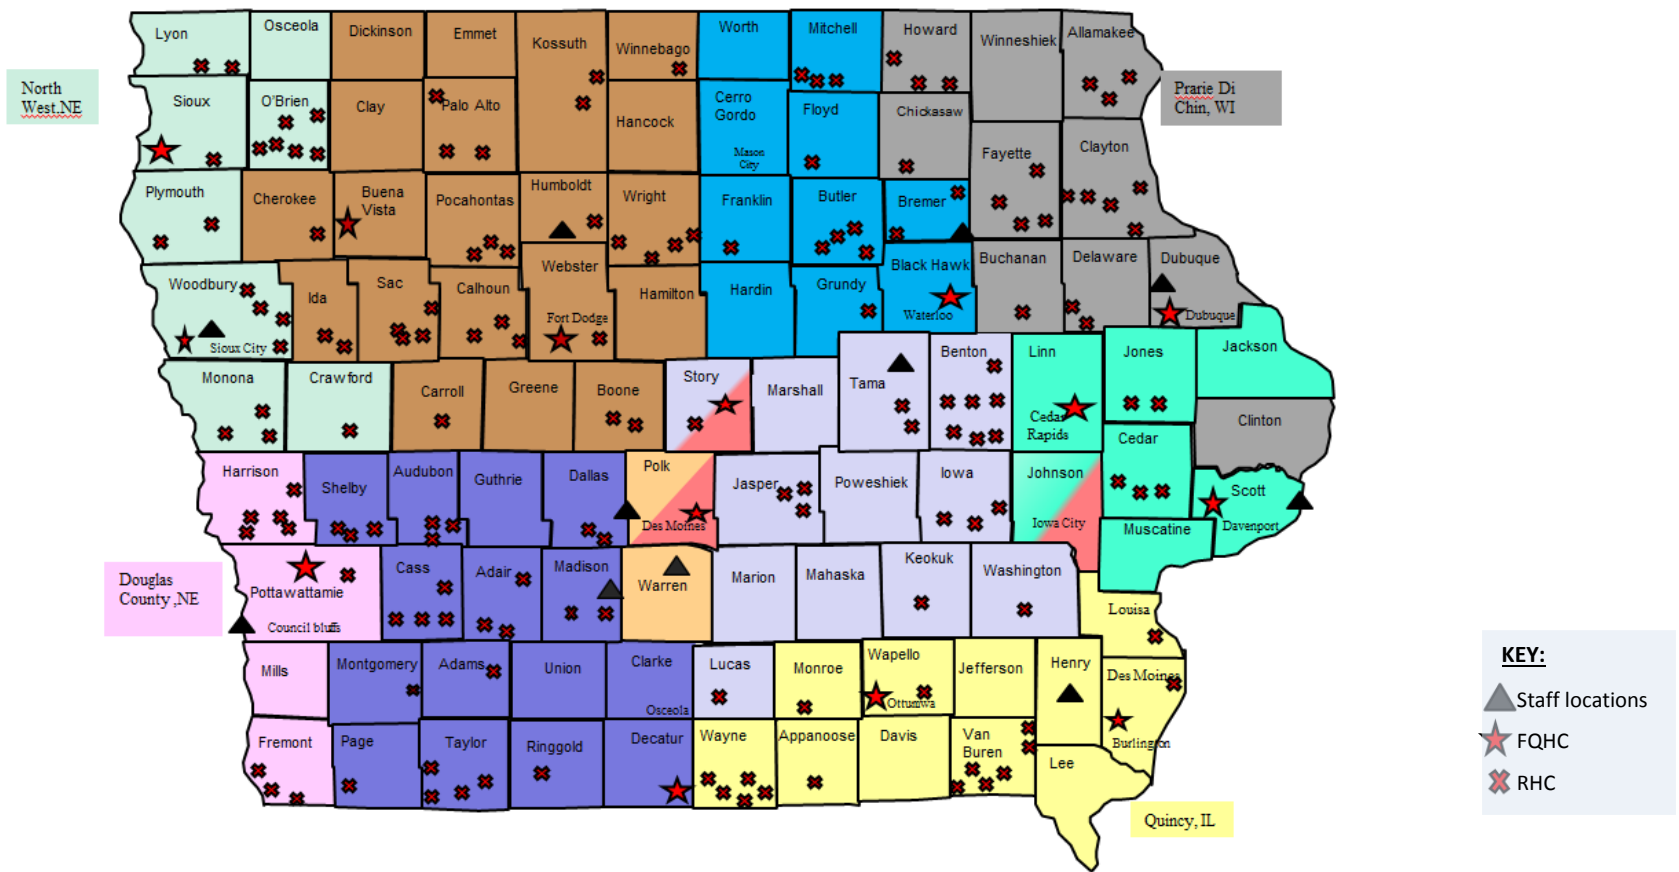 Lyon
Osceola
Dickinson
Emmet
Kossuth
Winnebago
Worth
Mitchell
Howard
Winneshiek
Allamakee
North
West,NE
Sioux
O'Brien
Clay
Palo Alto
Hancock
Cerro
Gordo
Mason
City
Floyd
Chickasaw
Fayette
Clayton
Prarie Di
Chin, WI
Plymouth
Cherokee
Buena
Vista
Pocahontas
Humboldt
Wright
Franklin
Butler
Bremer
Woodbury
Sioux City
Ida
Sac
Calhoun
Webster
Fort Dodge
Hamilton
Hardin
Grundy
Black Hawk
Waterloo
Buchanan
Delaware
Dubuque
Dubuque
Monona
Crawford
Carroll
Greene
Boone
Story
Marshall
Tama
Benton
Linn
Cedar
Rapids
Jones
Jackson
Clinton
Harrison
Shelby
Audubon
Guthrie
Dallas
Polk
Des Moines
Jasper
Poweshiek
Iowa
Johnson
Iowa City
Cedar
Scott
Davenport
Muscatine
Douglas
County ,NE
Pottawattamie
Council bluffs
Cass
Adair
Madison
Warren
Marion
Mahaska
Keokuk
Washington
Louisa
Mills
Montgomery
Adams
Union
Clarke
Osceola
Lucas
Monroe
Wapello
Ottumwa
Jefferson
Henry
Des Moines
Burlington
Fremont
Page
Taylor
Ringgold
Decatur
Wayne
Appanoose
Davis
Van
Buren
Lee
Quincy, IL
KEY:
Staff locations
FQHC
RHC